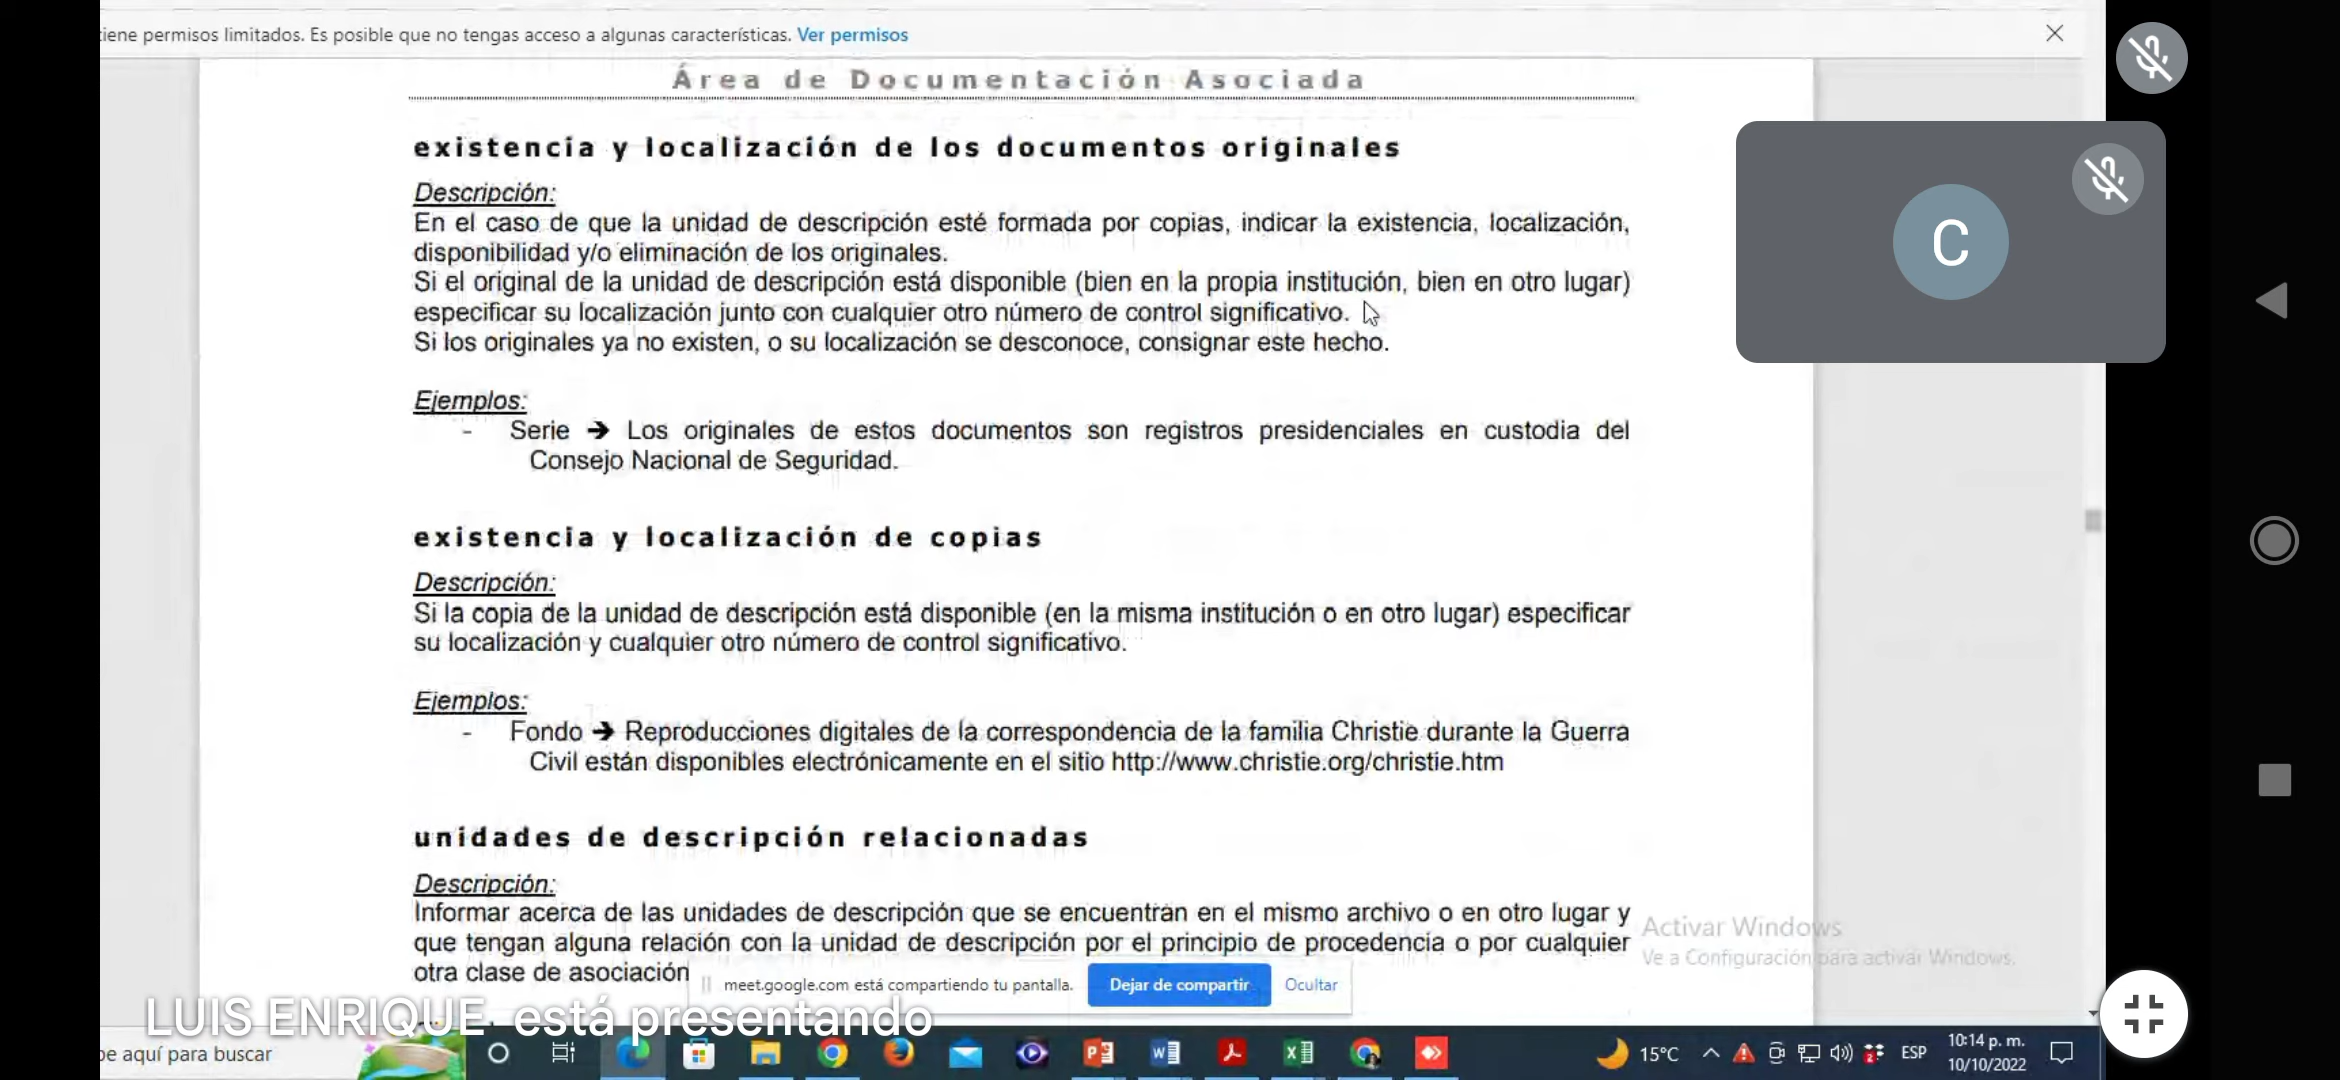 tiene permisos limitados. Es posible que no tengas acceso a algunas características. Ver permisos
Área de Documentación Asociada
existencia y localización de los documentos originales
Descripción:
En el caso de que la unidad de descripción esté formada por copias, indicar la existencia, localización,
disponibilidad y/o eliminación de los originales.
Si el original de la unidad de descripción está disponible (bien en la propia institución, bien en otro lugar)
especificar su localización junto con cualquier otro número de control significativo.
Si los originales ya no existen, o su localización se desconoce, consignar este hecho.
Ejemplos:
- Serie ➔ Los originales de estos documentos son registros presidenciales en custodia del
Consejo Nacional de Seguridad.
existencia y localización de copias
Descripción:
Si la copia de la unidad de descripción está disponible (en la misma institución o en otro lugar) especificar
su localización y cualquier otro número de control significativo.
Ejemplos:
- Fondo ➔ Reproducciones digitales de la correspondencia de la familia Christie durante la Guerra
Civil están disponibles electrónicamente en el sitio http://www.christie.org/christie.htm
unidades de descripción relacionadas
Descripción:
Informar acerca de las unidades de descripción que se encuentran en el mismo archivo o en otro lugar y
que tengan alguna relación con la unidad de descripción por el principio de procedencia o por cualquier
otra clase de asociación
C
Activar Windows
Ve a Configuración para activar Windows.
meet.google.com está compartiendo tu pantalla.
Dejar de compartir
Ocultar
LUIS ENRIQUE está presentando
be aquí para buscar
15°C
ESP
10:14 p. m.
10/10/2022